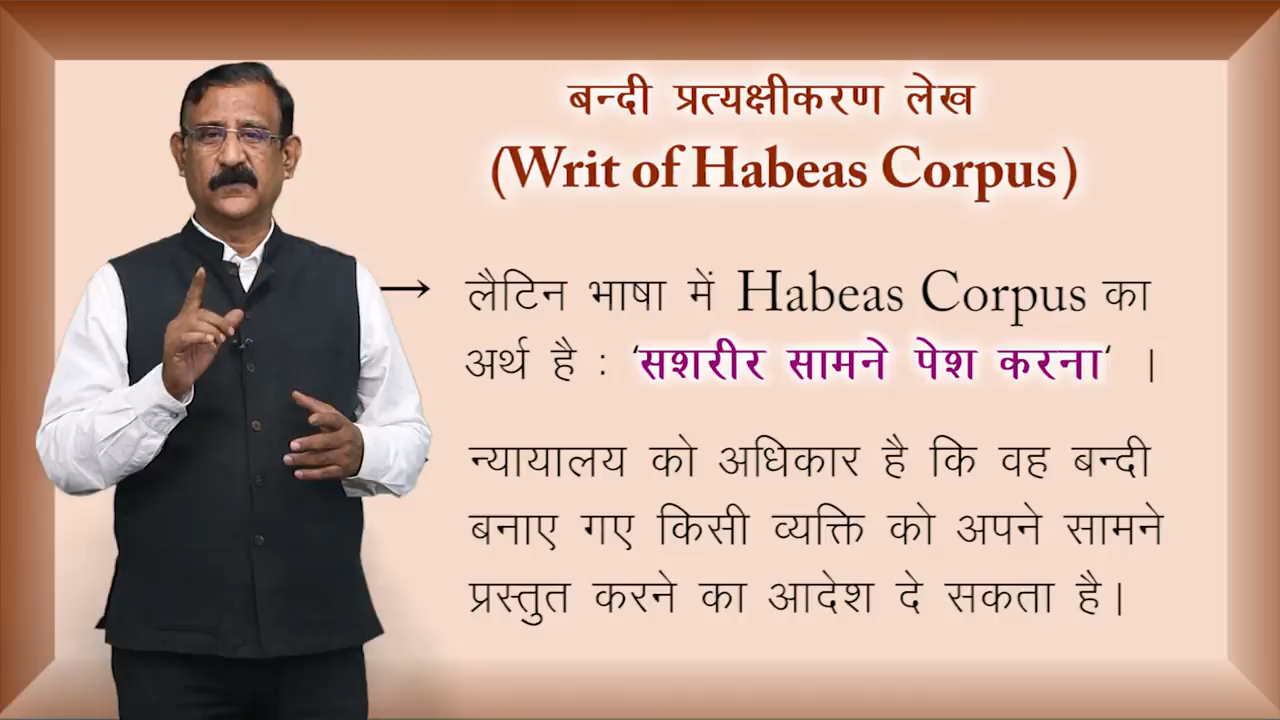 बन्दी प्रत्यक्षीकरण लेख
(Writ of Habeas Corpus)
→ लैटिन भाषा में Habeas Corpus का
अर्थ है : ‘सशरीर सामने पेश करना‘ ।
न्यायालय को अधिकार है कि वह बन्दी
बनाए गए किसी व्यक्ति को अपने सामने
प्रस्तुत करने का आदेश दे सकता है।